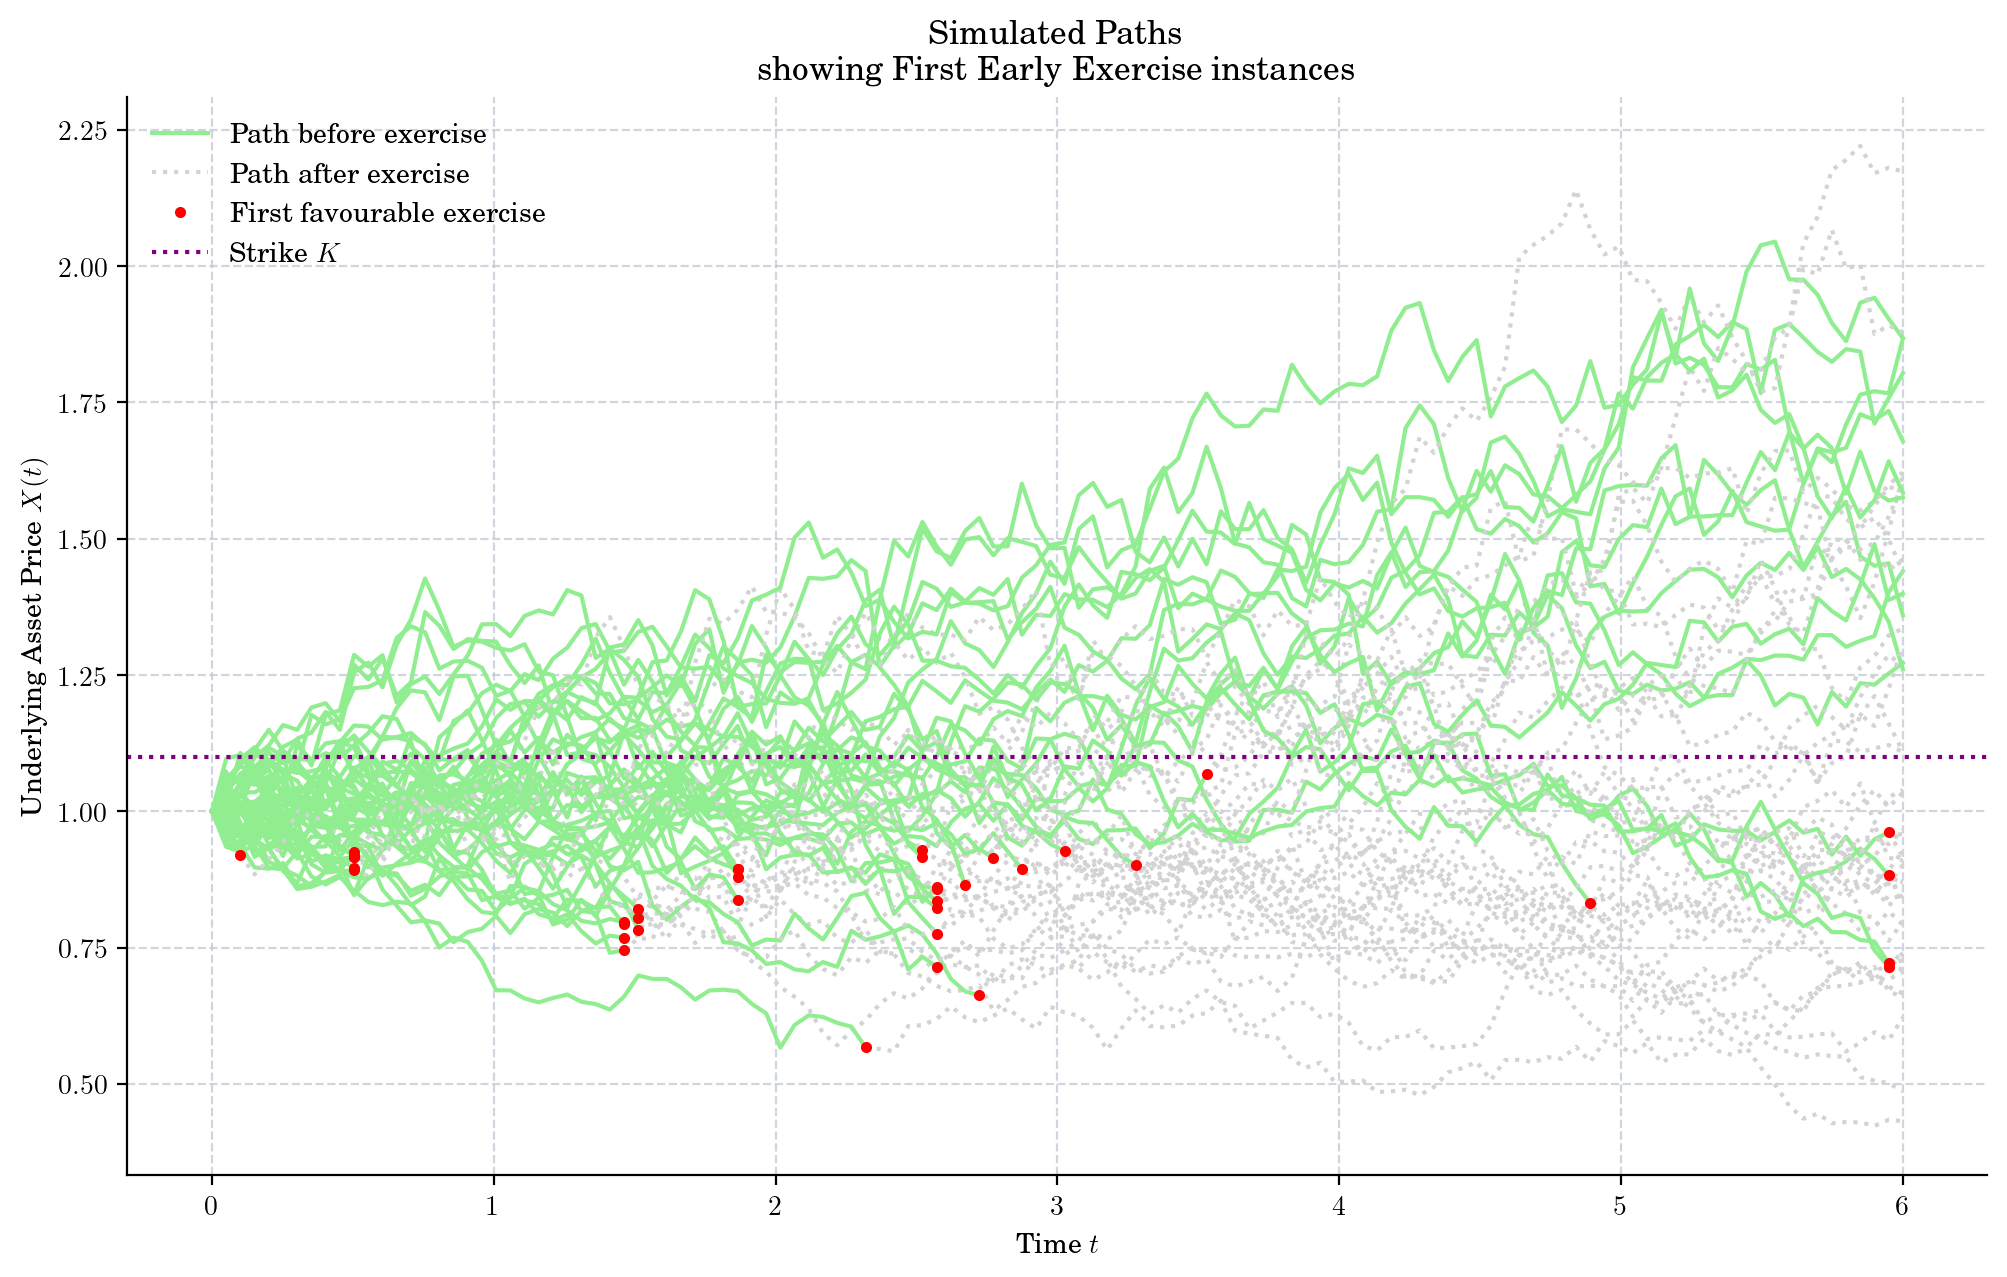 Simulated Paths
showing First Early Exercise instances
Path before exercise
Path after exercise
First favourable exercise
Strike K
Underlying Asset Price X(t)
2.25
2.00
1.75
1.50
1.25
1.00
0.75
0.50
0 1 2 3 4 5 6
Time t